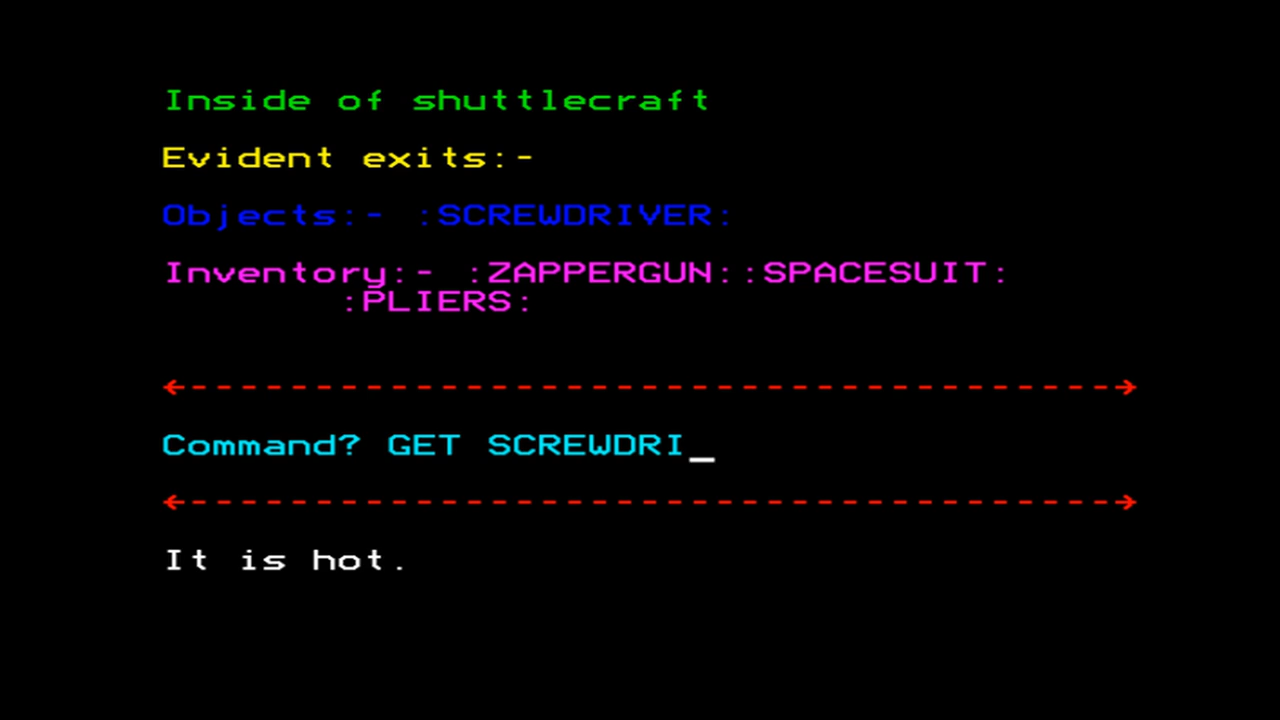 Inside of shuttlecraft
Evident exits:-
Objects:- :SCREWDRIVER:
Inventory:- :ZAPPERGUN::SPACESUIT:
:PLIERS:
<-------------------------------------->
Command? GET SCREWDRI_
<-------------------------------------->
It is hot.